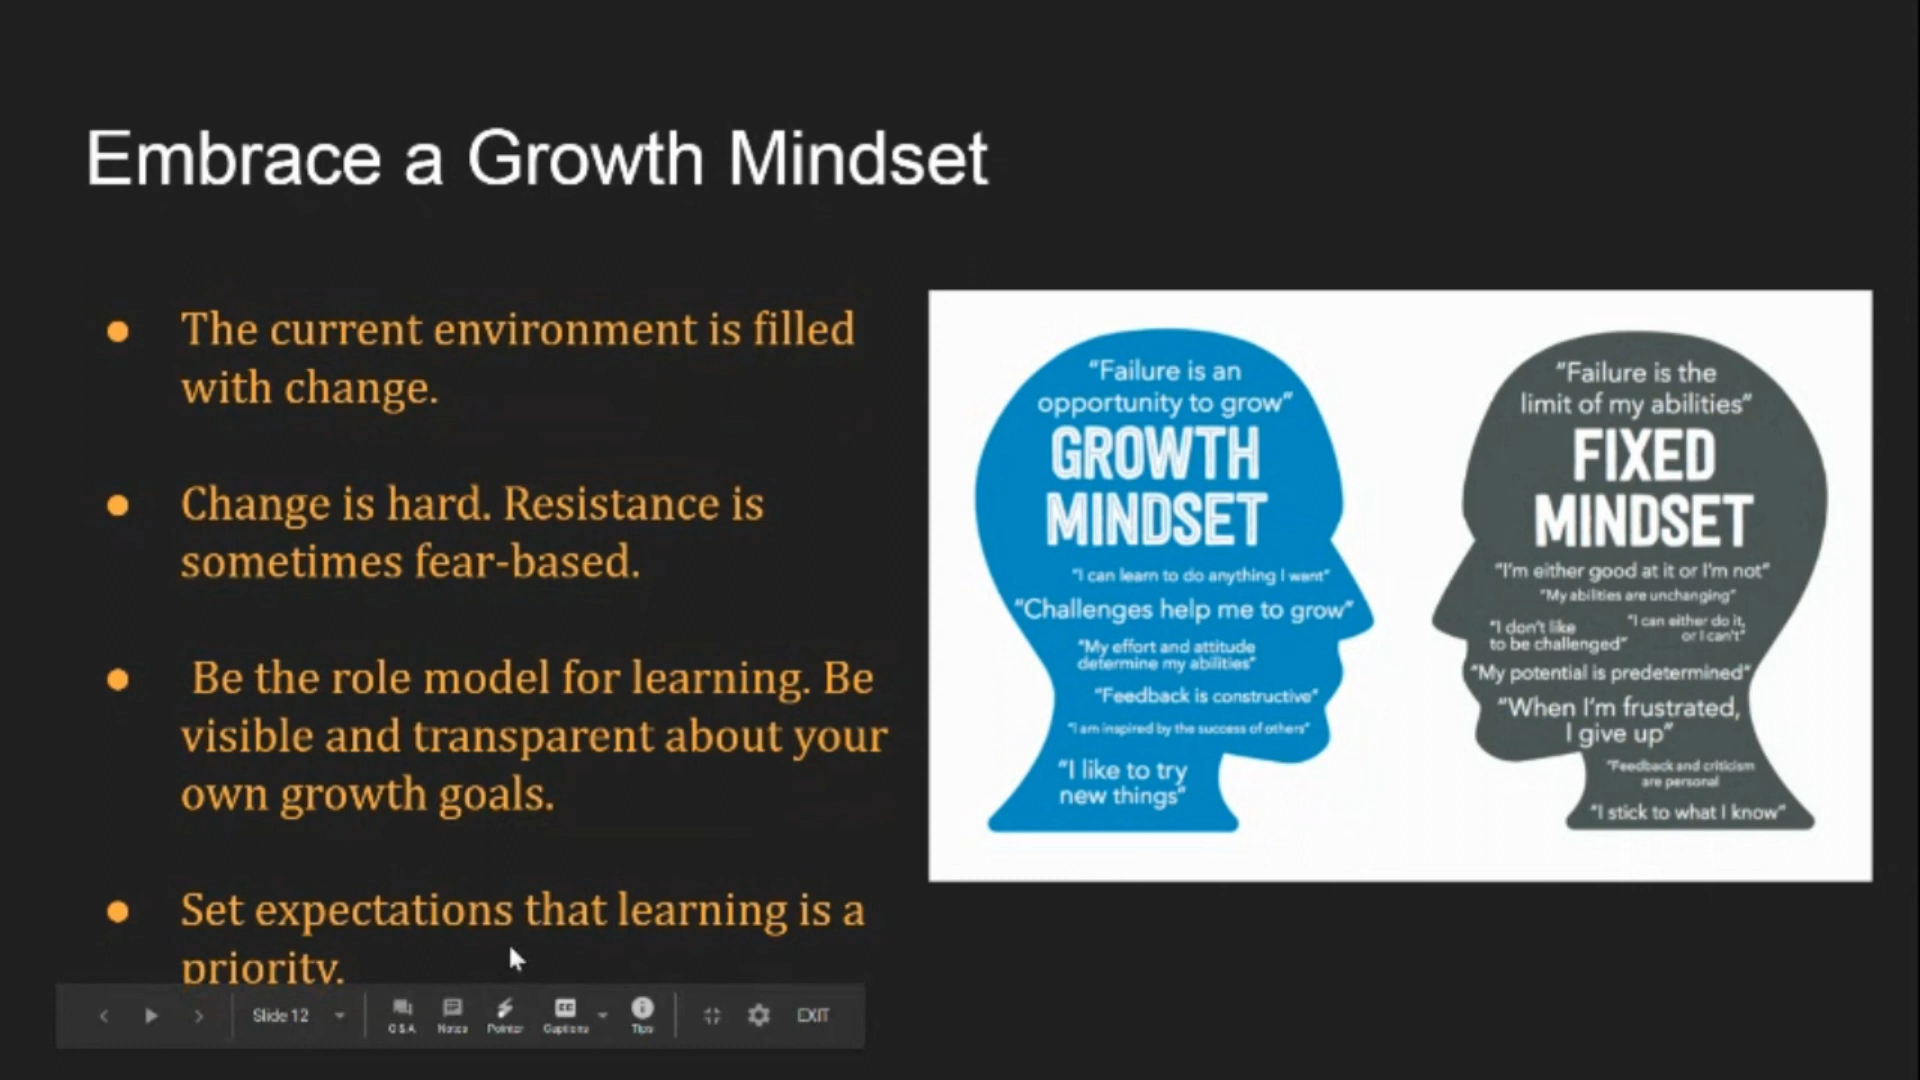 Embrace a Growth Mindset
● The current environment is filled
with change.
● Change is hard. Resistance is
sometimes fear-based.
● Be the role model for learning. Be
visible and transparent about your
own growth goals.
● Set expectations that learning is a
priority.
“Failure is an
opportunity to grow”
GROWTH
MINDSET
“I can learn to do anything I want”
“Challenges help me to grow”
“My effort and attitude
determine my abilities”
“Feedback is constructive”
“I am inspired by the success of others”
“I like to try
new things”
“Failure is the
limit of my abilities”
FIXED
MINDSET
“I’m either good at it or I’m not”
“My abilities are unchanging”
“I don’t like
to be challenged”
“I can either do it,
or I can’t”
“My potential is predetermined”
“When I’m frustrated,
I give up”
“Feedback and criticism
are personal
“I stick to what I know”
Slide 12
Q&A Notes Pointer Captions Tips
EXIT